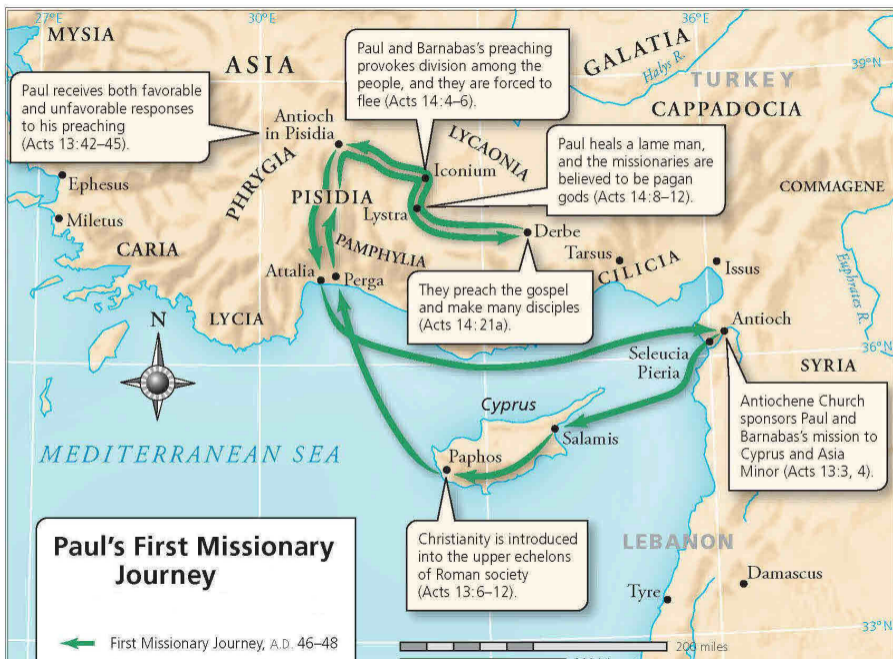 27°E
30°E
36°E
MYSIA
ASIA
Paul and Barnabas's preaching
provokes division among the
people, and they are forced to
flee (Acts 14:4–6).
GALATIA
Halys R.
39°N
TURKEY
CAPPADOCIA
Paul receives both favorable
and unfavorable responses
to his preaching
(Acts 13:42–45).
Antioch
in Pisidia
LYCAONIA
Paul heals a lame man,
and the missionaries are
believed to be pagan
gods (Acts 14:8–12).
PHRYGIA
Iconium
COMMAGENE
Ephesus
PISIDIA
Lystra
Miletus
Derbe
CARIA
PAMPHYLIA
Tarsus
CILICIA
Issus
Euphrates R.
Attalia
Perga
They preach the gospel
and make many disciples
(Acts 14:21a).
N
LYCIA
Antioch
Seleucia
Pieria
36°N
SYRIA
Cyprus
Antiochene Church
sponsors Paul and
Barnabas's mission to
Cyprus and Asia
Minor (Acts 13:3, 4).
Salamis
MEDITERRANEAN SEA
Paphos
Christianity is introduced
into the upper echelons
of Roman society
(Acts 13:6–12).
LEBANON
Paul's First Missionary
Journey
Damascus
Tyre
First Missionary Journey, A.D. 46–48
200 miles
33°N